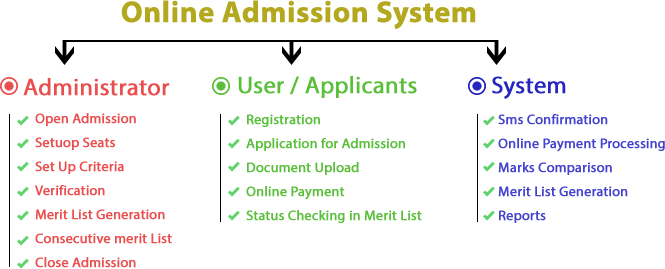 Online Admission System
Administrator
Open Admission
Setuop Seats
Set Up Criteria
Verification
Merit List Generation
Consecutive merit List
Close Admission
User / Applicants
Registration
Application for Admission
Document Upload
Online Payment
Status Checking in Merit List
System
Sms Confirmation
Online Payment Processing
Marks Comparison
Merit List Generation
Reports